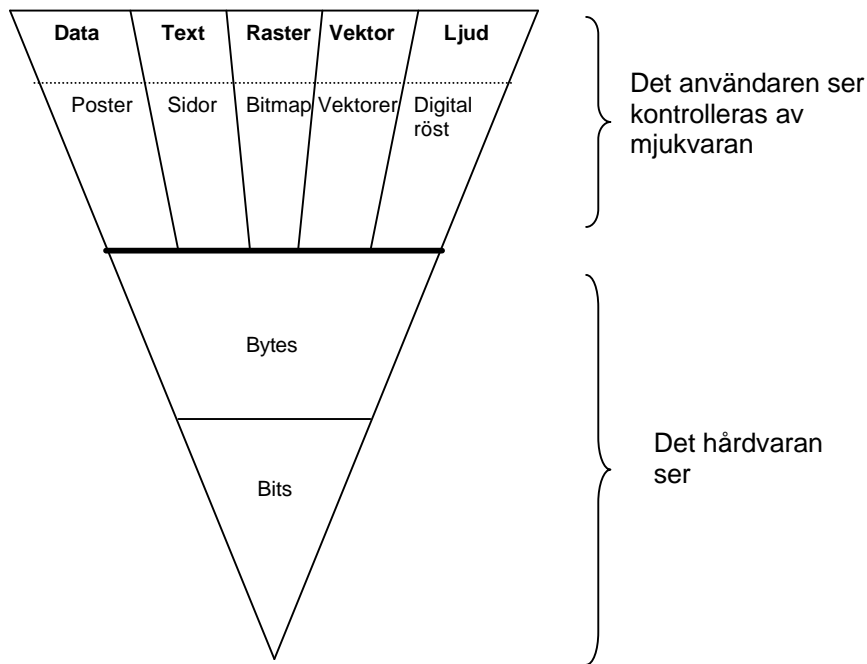 Data Text Raster Vektor Ljud
Poster Sidor Bitmap Vektorer Digital
röst
Det användaren ser
kontrolleras av
mjukvaran
Bytes
Bits
Det hårdvaran
ser